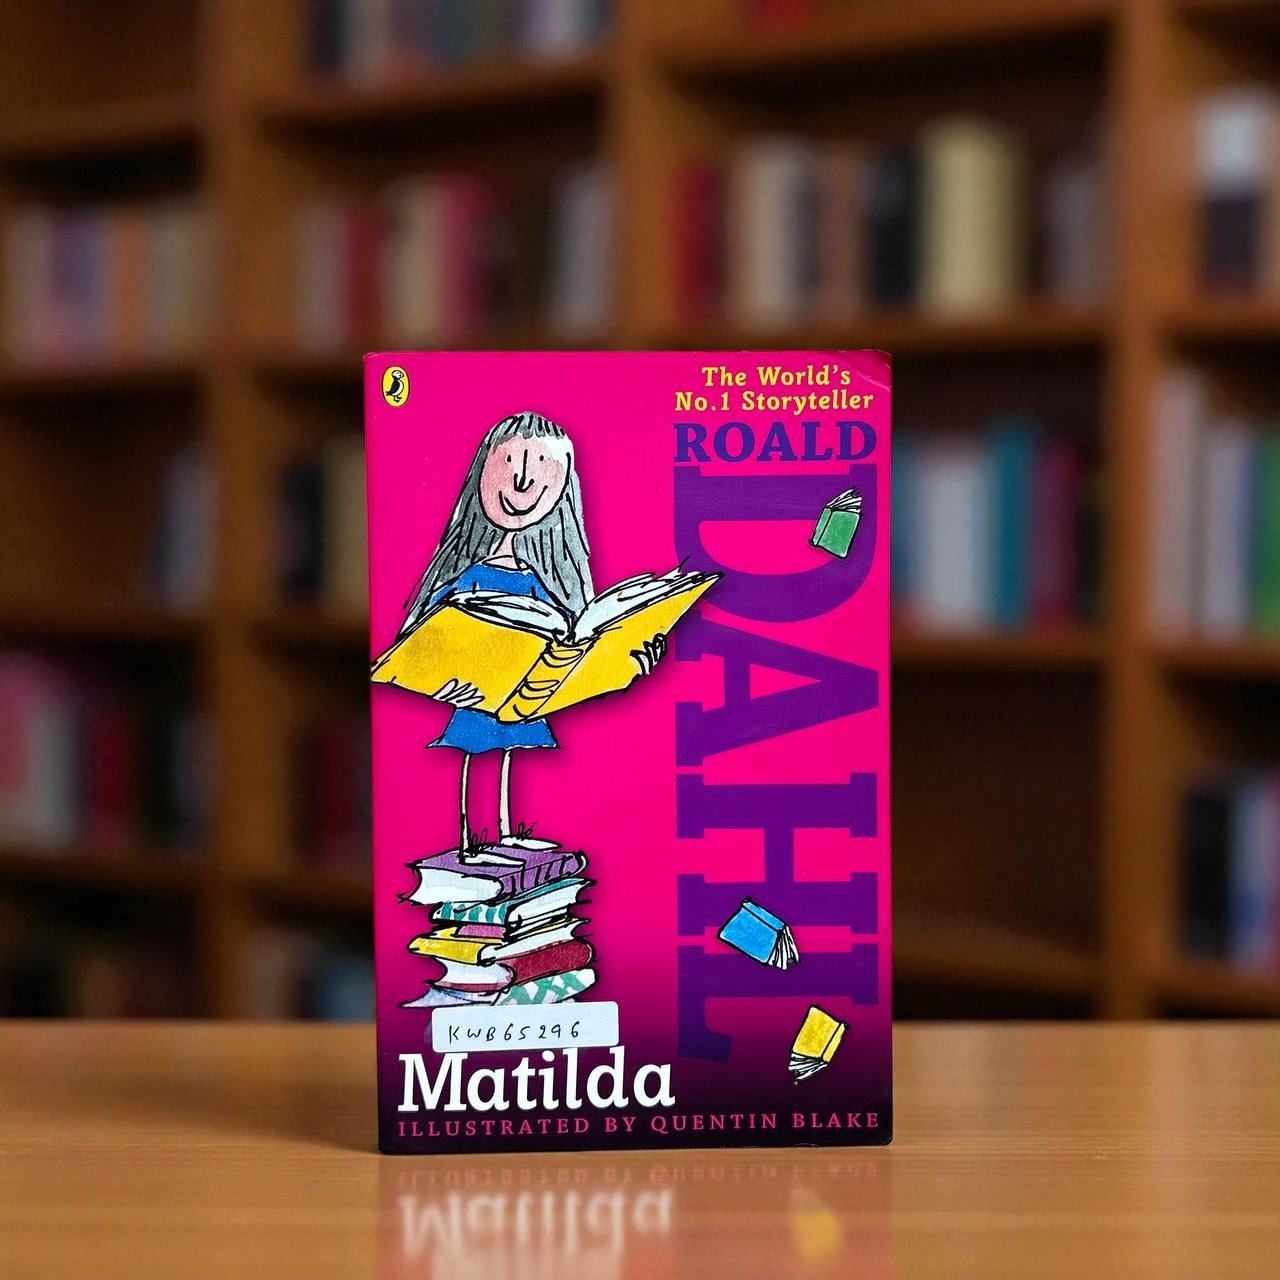 The World's
No.1 Storyteller
ROALD
DAHL
KWB65296
Matilda
ILLUSTRATED BY QUENTIN BLAKE